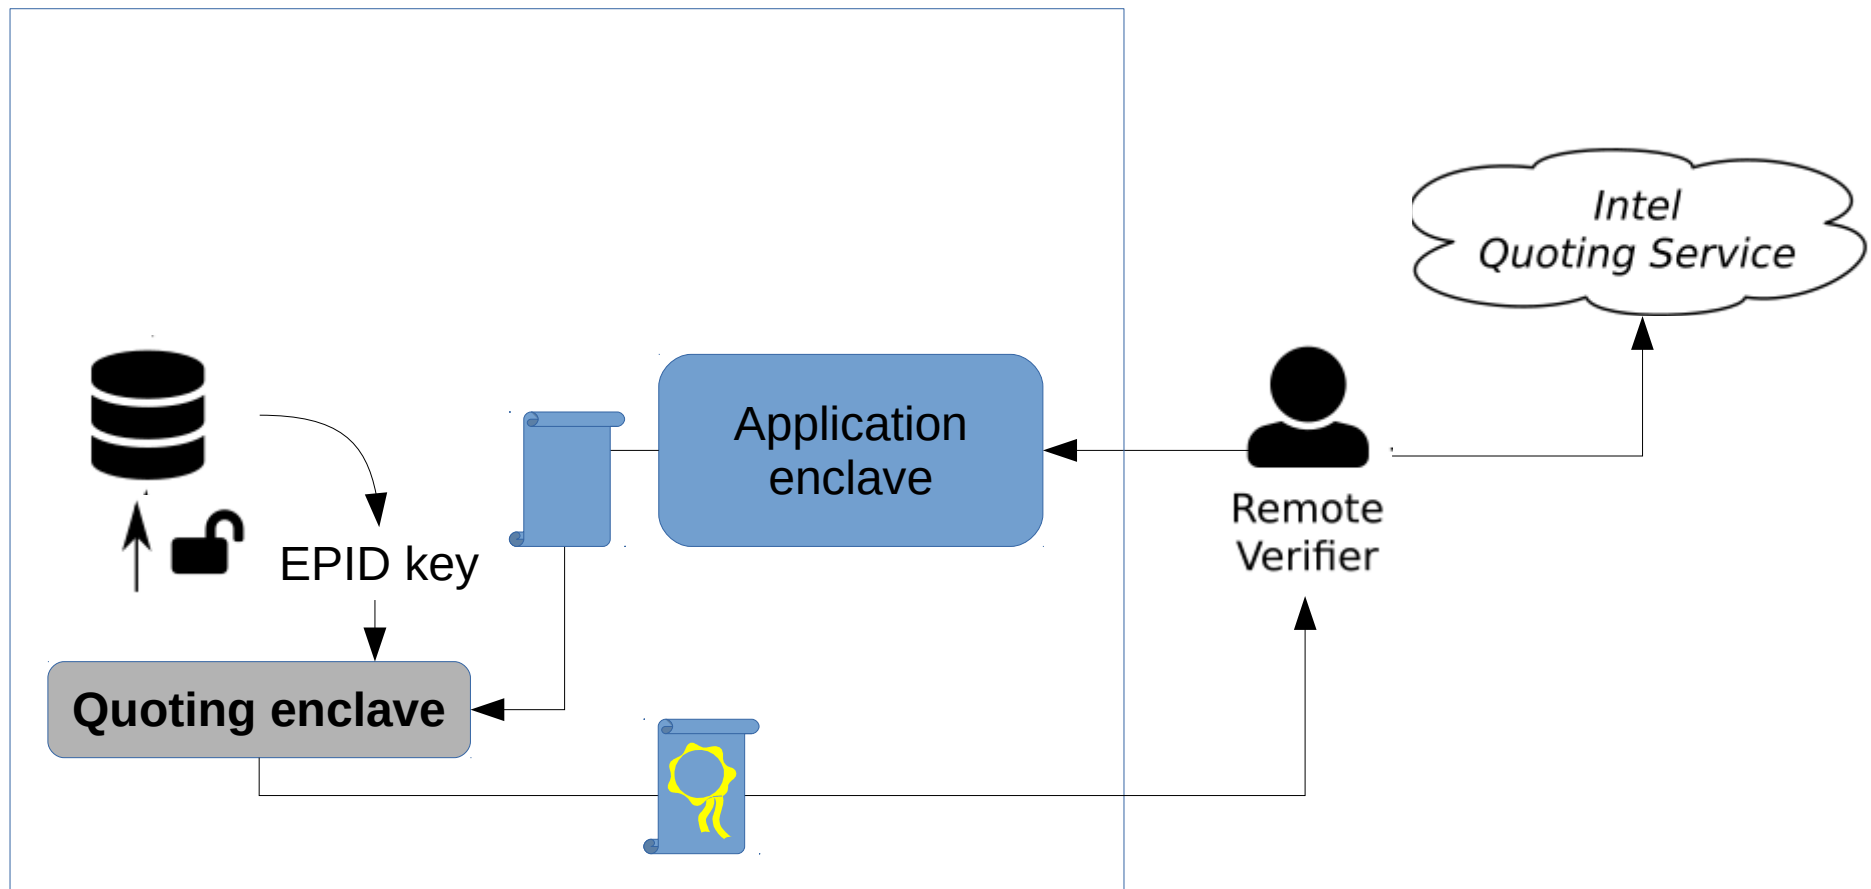 Intel
Quoting Service
Application
enclave
Remote
Verifier
EPID key
Quoting enclave